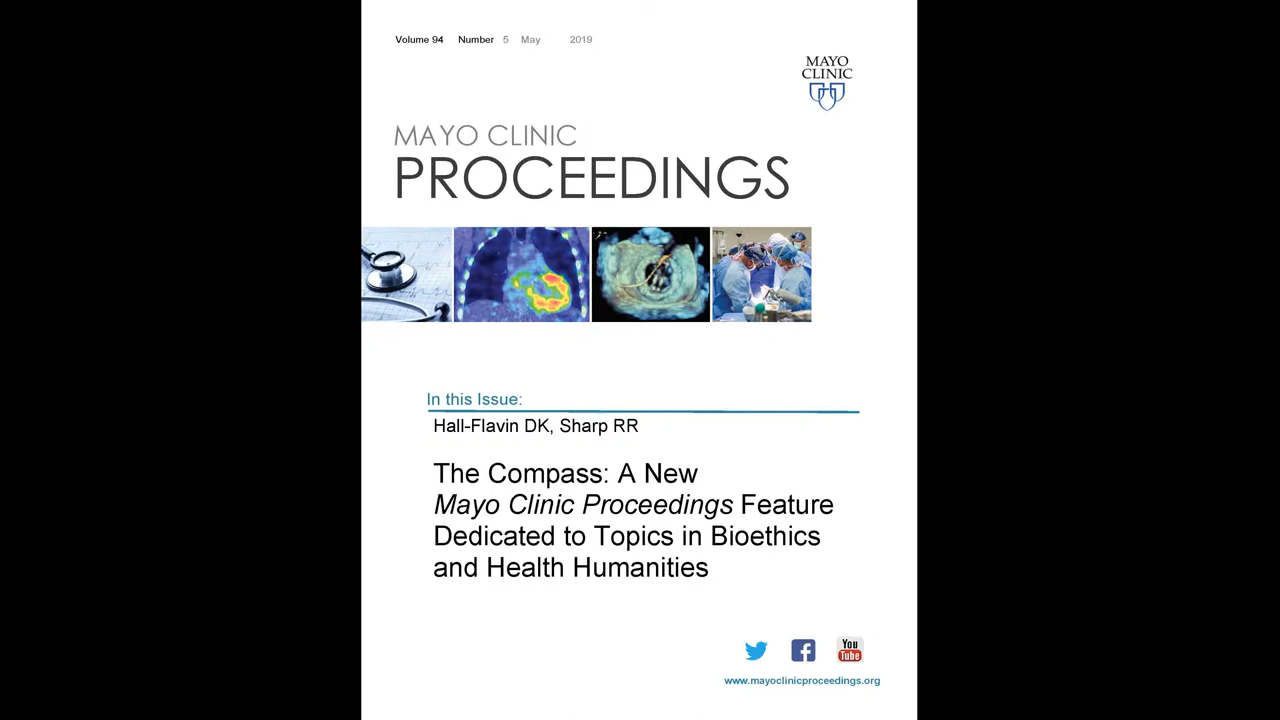 Volume 94 Number 5 May 2019
MAYO
CLINIC
MAYO CLINIC
PROCEEDINGS
In this Issue:
Hall-Flavin DK, Sharp RR
The Compass: A New
Mayo Clinic Proceedings Feature
Dedicated to Topics in Bioethics
and Health Humanities
You
Tube
www.mayoclinicproceedings.org